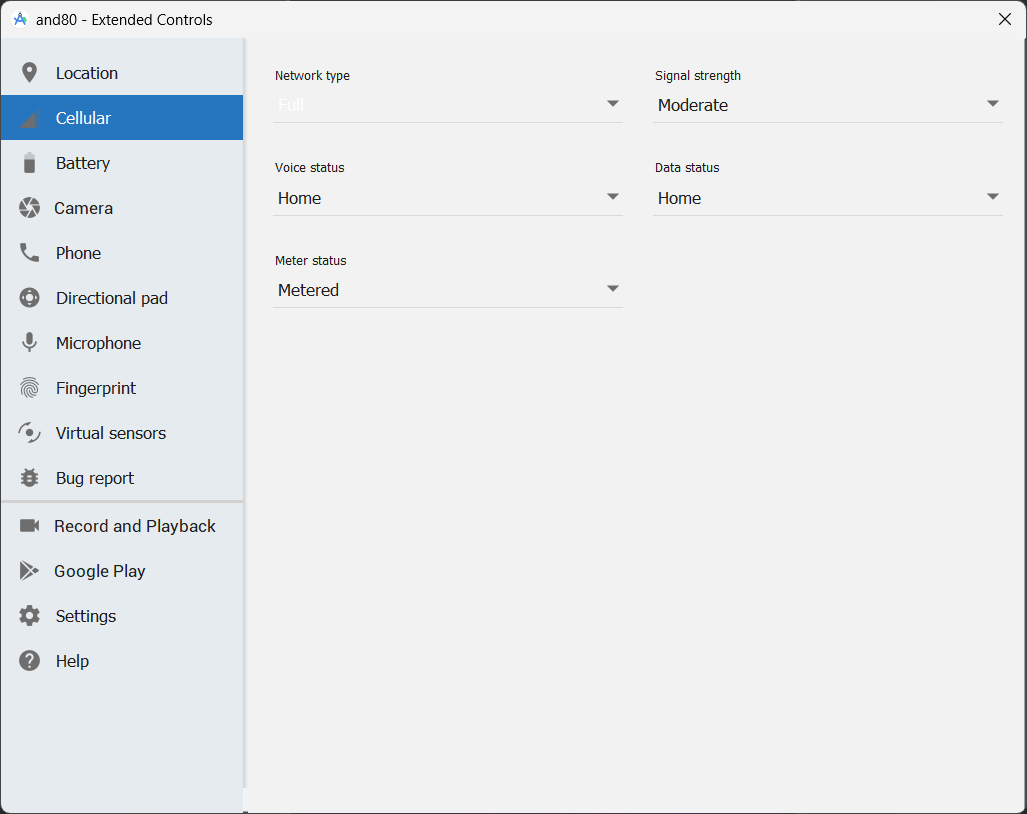 and80 - Extended Controls
Location
Cellular
Battery
Camera
Phone
Directional pad
Microphone
Fingerprint
Virtual sensors
Bug report
Record and Playback
Google Play
Settings
Help
Network type
Full
Signal strength
Moderate
Voice status
Home
Data status
Home
Meter status
Metered